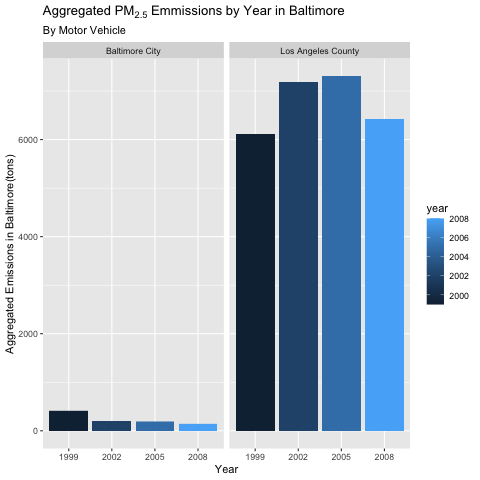 Aggregated PM2.5 Emmissions by Year in Baltimore
By Motor Vehicle
Baltimore City
Los Angeles County
Aggregated Emissions in Baltimore(tons)
6000
4000
2000
0
1999 2002 2005 2008 1999 2002 2005 2008
Year
year
2008
2006
2004
2002
2000